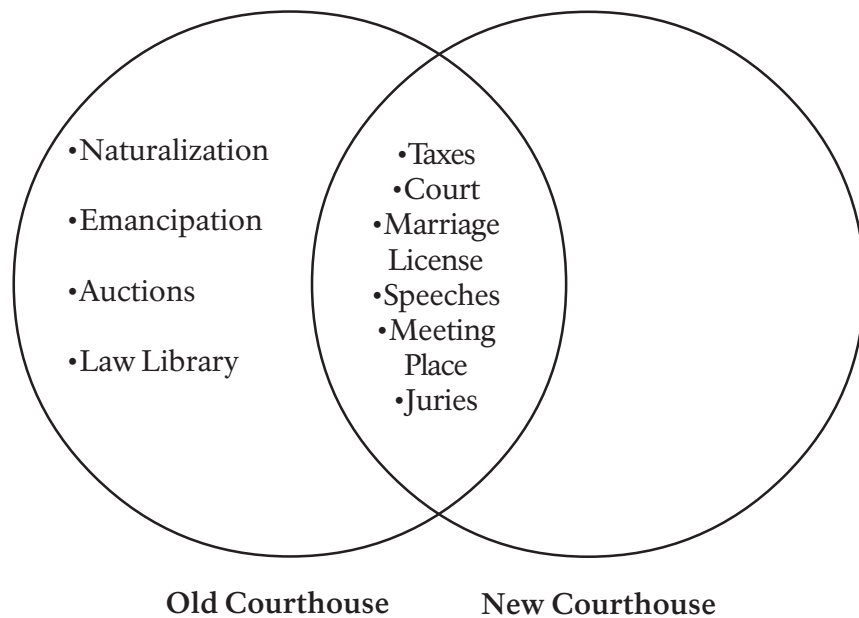 •Naturalization
•Emancipation
•Auctions
•Law Library
•Taxes
•Court
•Marriage
License
•Speeches
•Meeting
Place
•Juries
Old Courthouse
New Courthouse